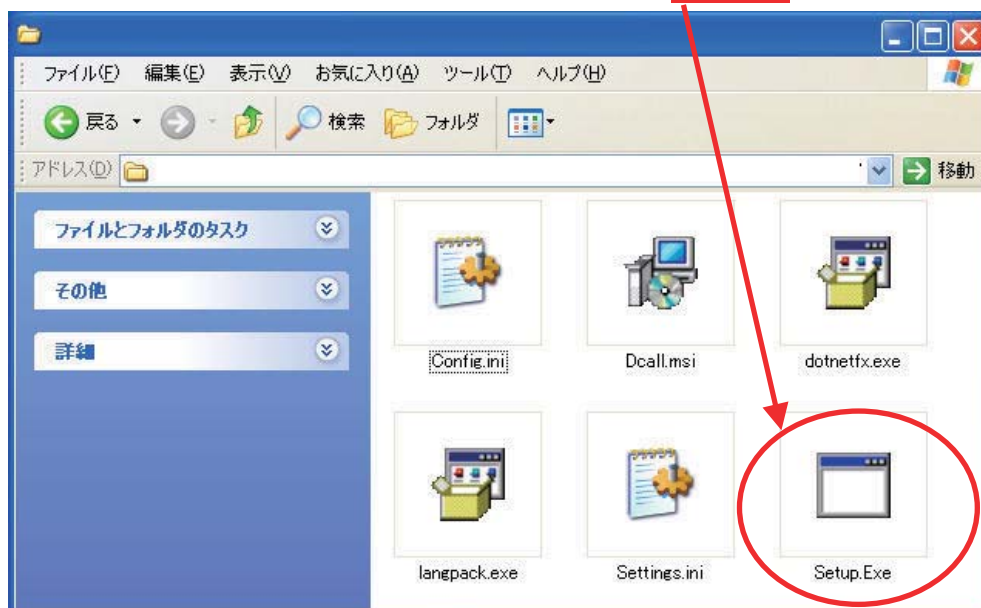 ファイル(F) 編集(E) 表示(V) お気に入り(A) ツール(T) ヘルプ(H)
戻る 検索 フォルダ
アドレス(D) 移動
ファイルとフォルダのタスク
その他
詳細
Config.ini Dcall.msi dotnetfx.exe
langpack.exe Settings.ini Setup.Exe